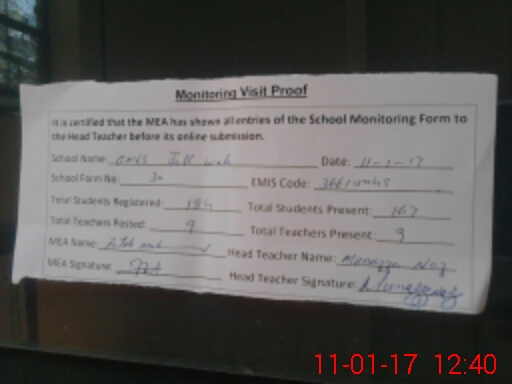 Monitoring Visit Proof
It is certified that the MEA has shown all entries of the School Monitoring Form to
the Head Teacher before its online submission.
School Name: Date: 11-1-17
School Form No: 30 EMIS Code:
Total Students Registered: Total Students Present: 167
Total Teachers Posted: 9 Total Teachers Present: 9
MEA Name: Head Teacher Name:
MEA Signature: Head Teacher Signature:
11-01-17 12:40